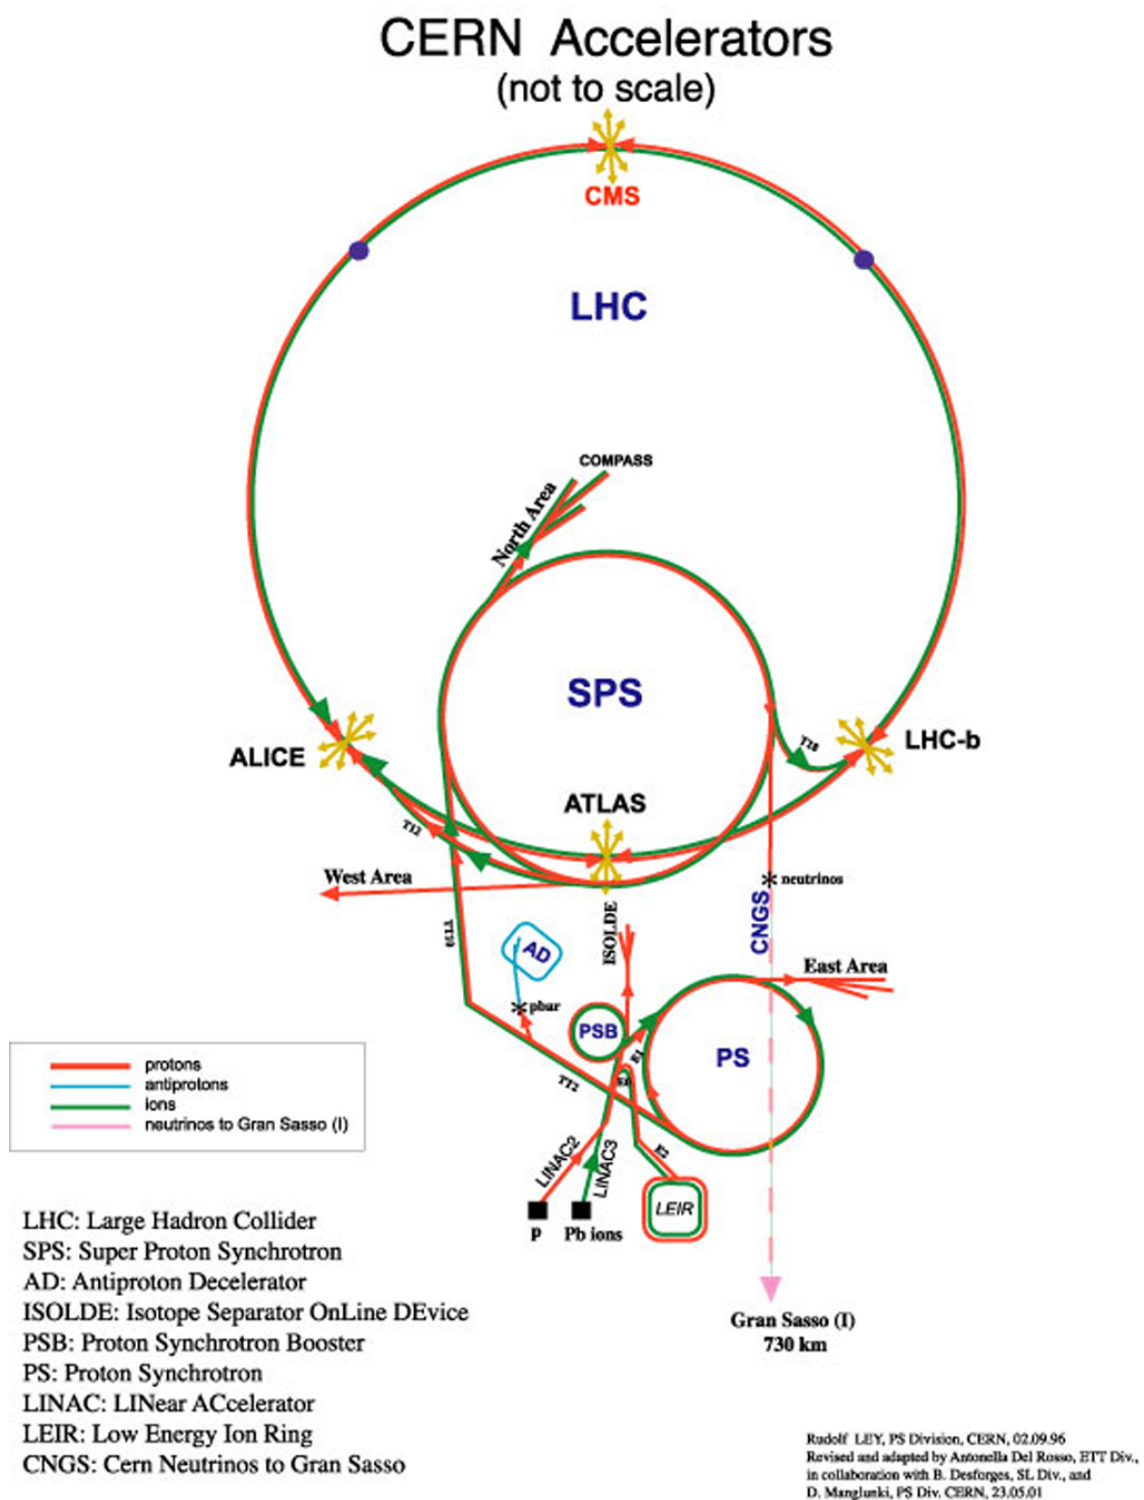 CERN Accelerators
(not to scale)
CMS
LHC
COMPASS
North Area
SPS
ALICE
LHC-b
TI8
ATLAS
TI2
West Area
neutrinos
CNGS
TT10
ISOLDE
AD
East Area
pbar
PSB
PS
E1
E0
TT2
protons
antiprotons
ions
neutrinos to Gran Sasso (I)
LINAC2
LINAC3
E2
LEIR
p
Pb ions
LHC: Large Hadron Collider
SPS: Super Proton Synchrotron
AD: Antiproton Decelerator
ISOLDE: Isotope Separator OnLine DEvice
PSB: Proton Synchrotron Booster
PS: Proton Synchrotron
LINAC: LINear ACcelerator
LEIR: Low Energy Ion Ring
CNGS: Cern Neutrinos to Gran Sasso
Gran Sasso (I)
730 km
Rudolf LEY, PS Division, CERN, 02.09.96
Revised and adapted by Antonella Del Rosso, ETT Div.,
in collaboration with B. Desforges, SL Div., and
D. Manglunki, PS Div. CERN, 23.05.01